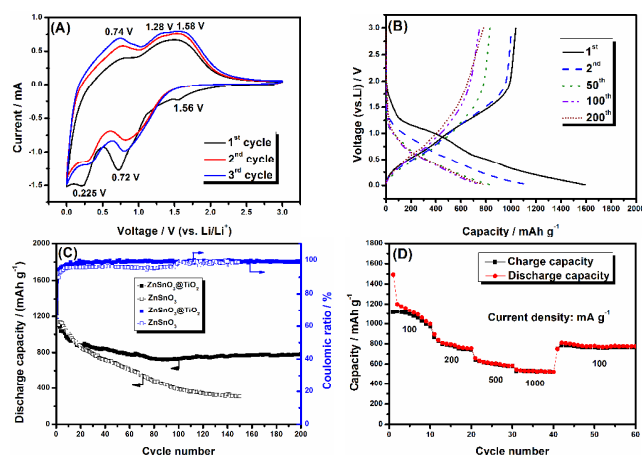 (A)
0.74 V
1.28 V 1.58 V
1.56 V
0.72 V
0.225 V
1st cycle
2nd cycle
3rd cycle
1.0
0.5
0.0
-0.5
-1.0
-1.5
Current / mA
0.0 0.5 1.0 1.5 2.0 2.5 3.0
Voltage / V (vs. Li/Li+)
(B)
1st
2nd
50th
100th
200th
3.0
2.5
2.0
1.5
1.0
0.5
0.0
Voltage (vs.Li) / V
0 200 400 600 800 1000 1200 1400 1600 1800
Capacity / mAh g-1
(C)
ZnSnO3@TiO2
ZnSnO3
ZnSnO3@TiO2
ZnSnO3
2000
1600
1200
800
400
Discharge capacity / (mAh g-1)
100
80
60
40
20
0
Coulomic ratio / %
0 20 40 60 80 100 120 140 160 180 200
Cycle number
(D)
Charge capacity
Discharge capacity
Current density: mA g-1
100
200
500
1000
100
1800
1600
1400
1200
1000
800
600
400
200
0
Capacity / mAh g-1
0 10 20 30 40 50 60
Cycle number